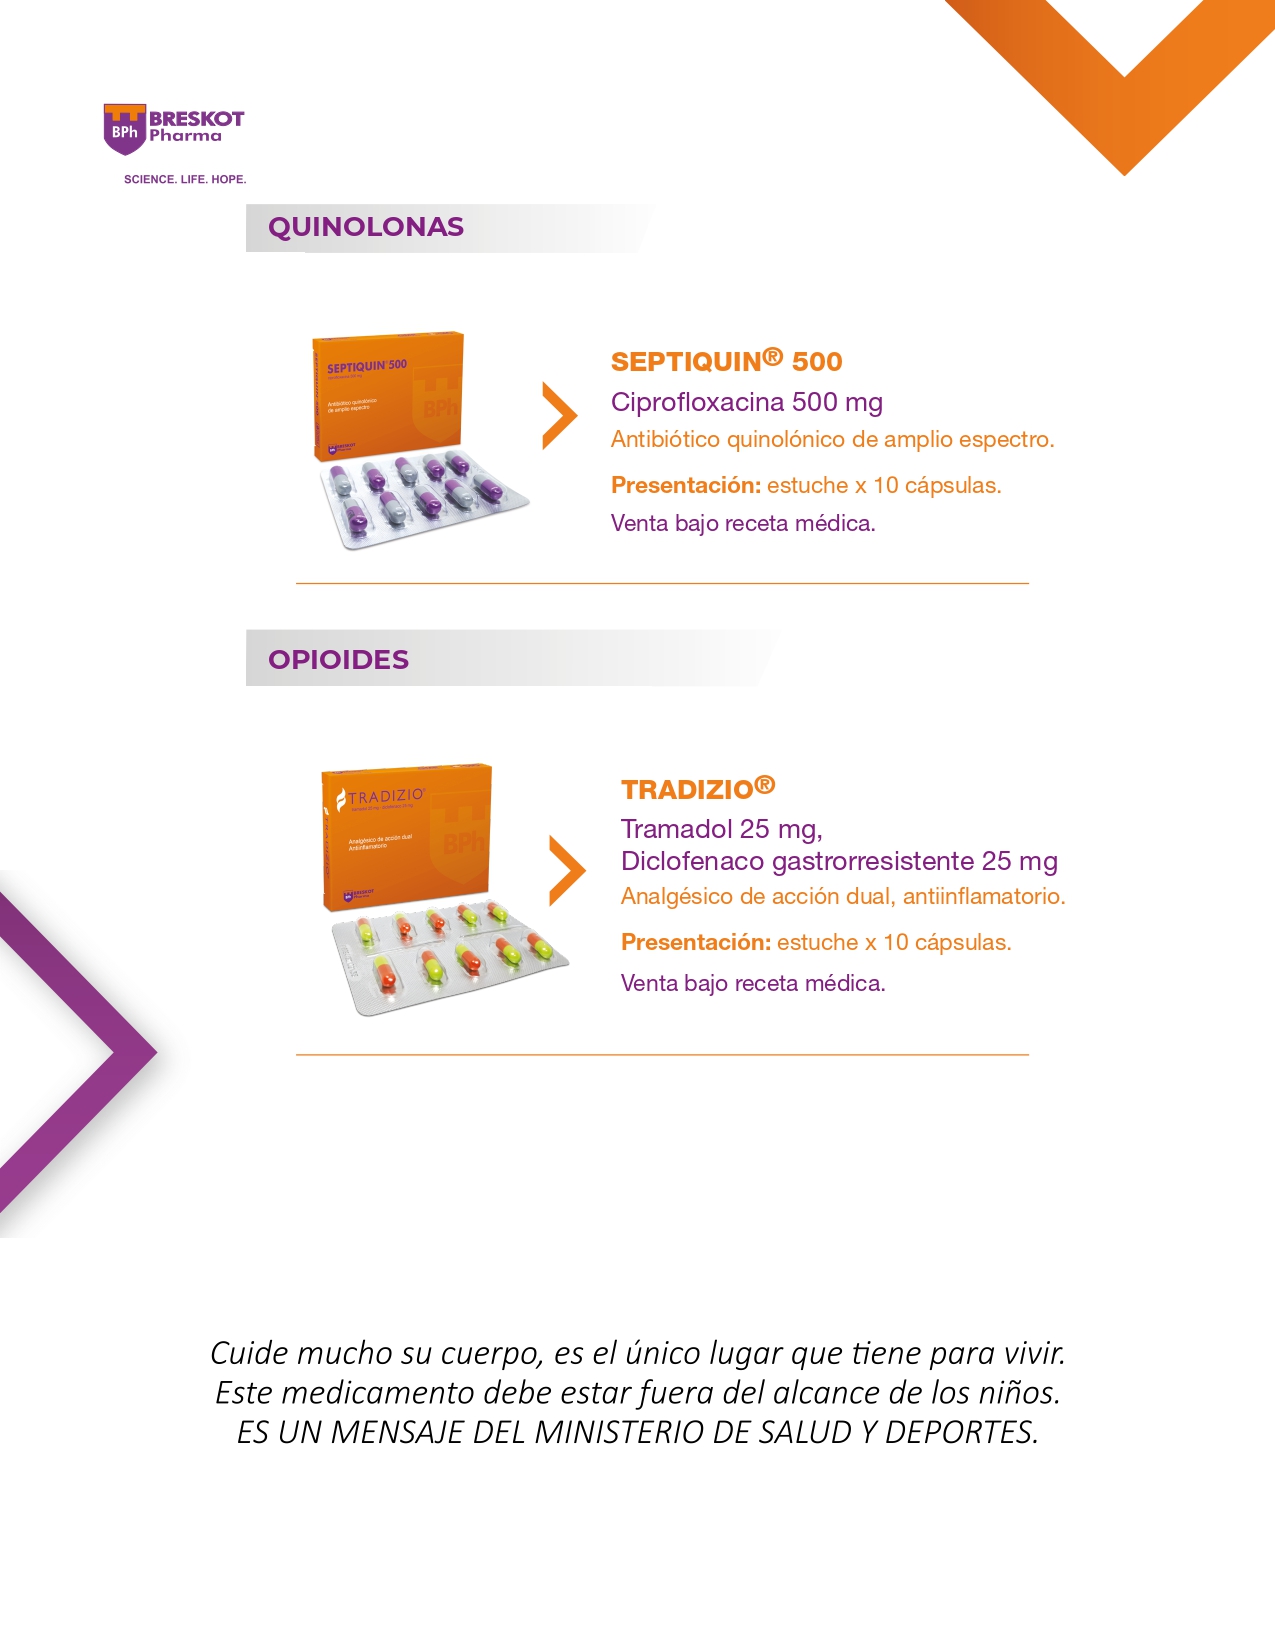 BPh
BRESKOT
Pharma
SCIENCE. LIFE. HOPE.
QUINOLONAS
SEPTIQUIN® 500
Antibiótico quinolónico
de amplio espectro
BPh
BRESKOT
SEPTIQUIN® 500
Ciprofloxacina 500 mg
Antibiótico quinolónico de amplio espectro.
Presentación: estuche x 10 cápsulas.
Venta bajo receta médica.
OPIOIDES
TRADIZIO®
Analgésico de acción dual
Antiinflamatorio
BPh
BRESKOT
TRADIZIO®
Tramadol 25 mg,
Diclofenaco gastrorresistente 25 mg
Analgésico de acción dual, antiinflamatorio.
Presentación: estuche x 10 cápsulas.
Venta bajo receta médica.
Cuide mucho su cuerpo, es el único lugar que tiene para vivir.
Este medicamento debe estar fuera del alcance de los niños.
ES UN MENSAJE DEL MINISTERIO DE SALUD Y DEPORTES.